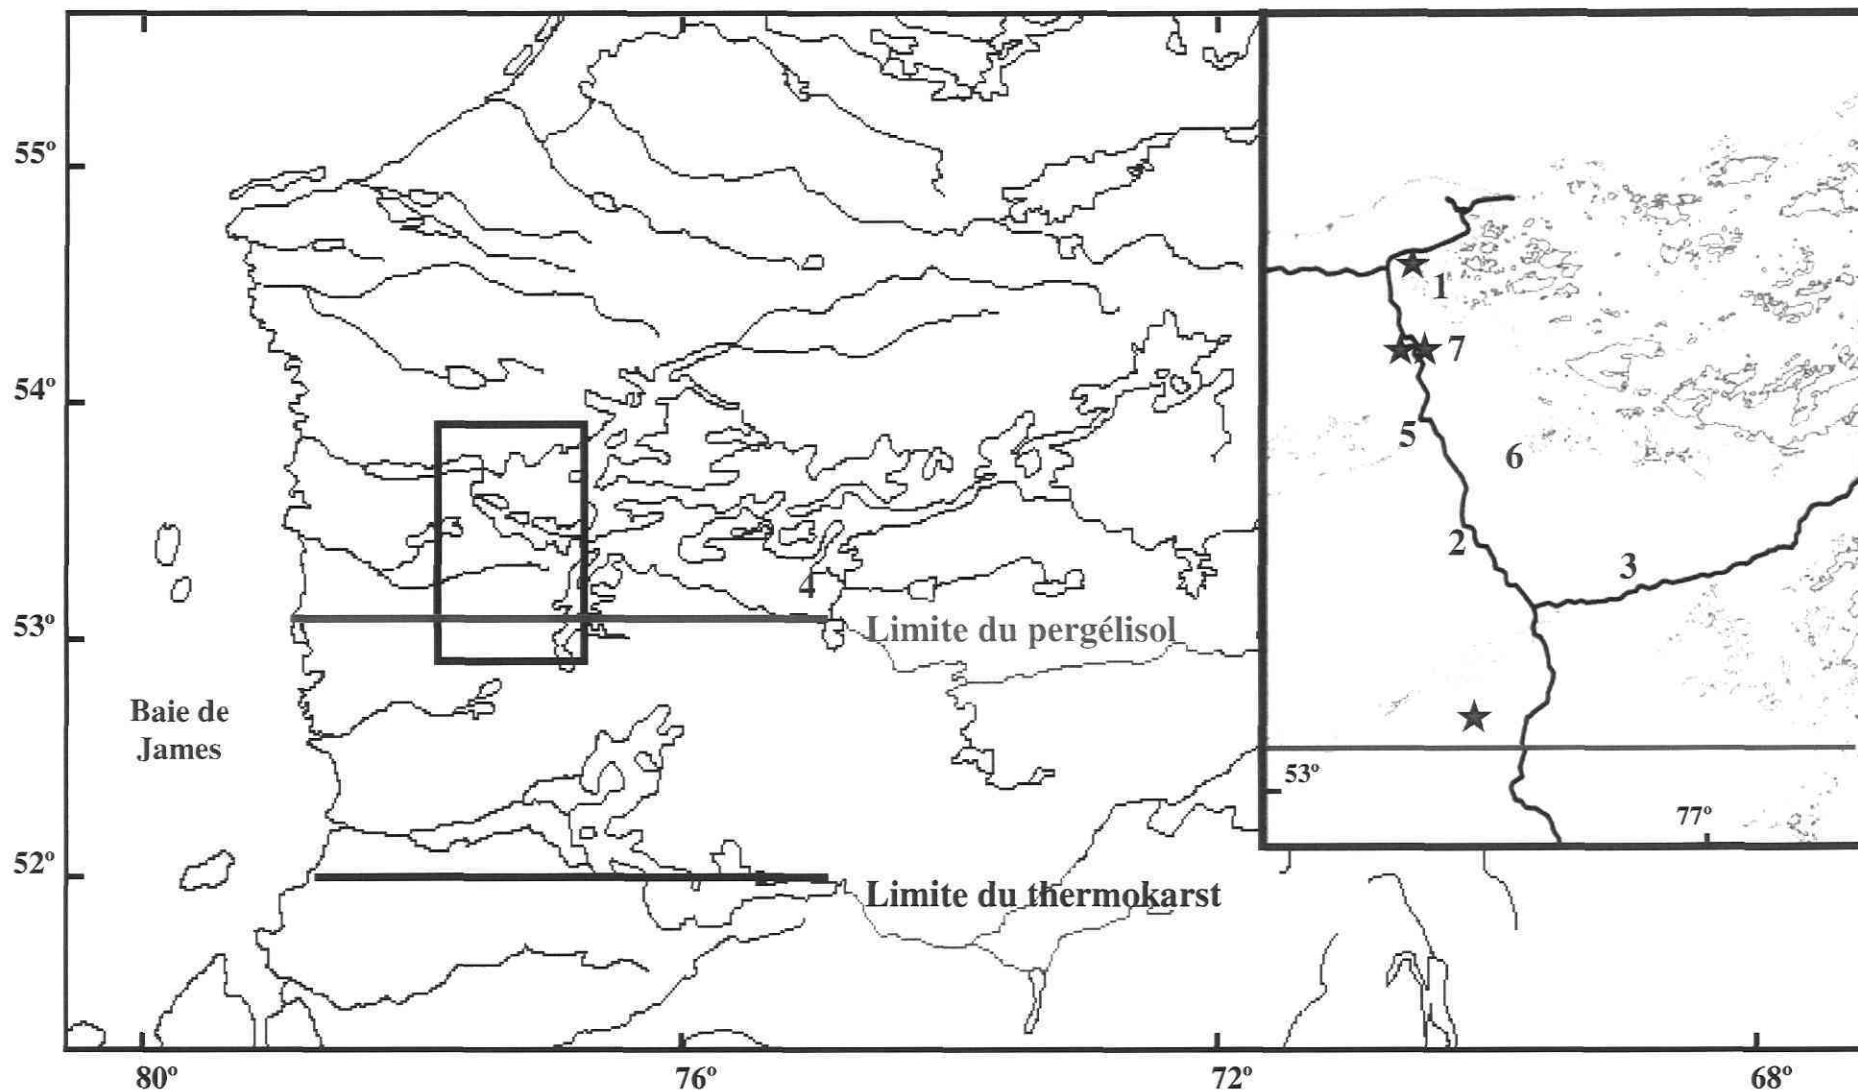 55º
1
7
54º
5
6
2
3
4
53º
Limite du pergélisol
Baie de
James
53º
77º
52º
Limite du thermokarst
80º
76º
72º
68º